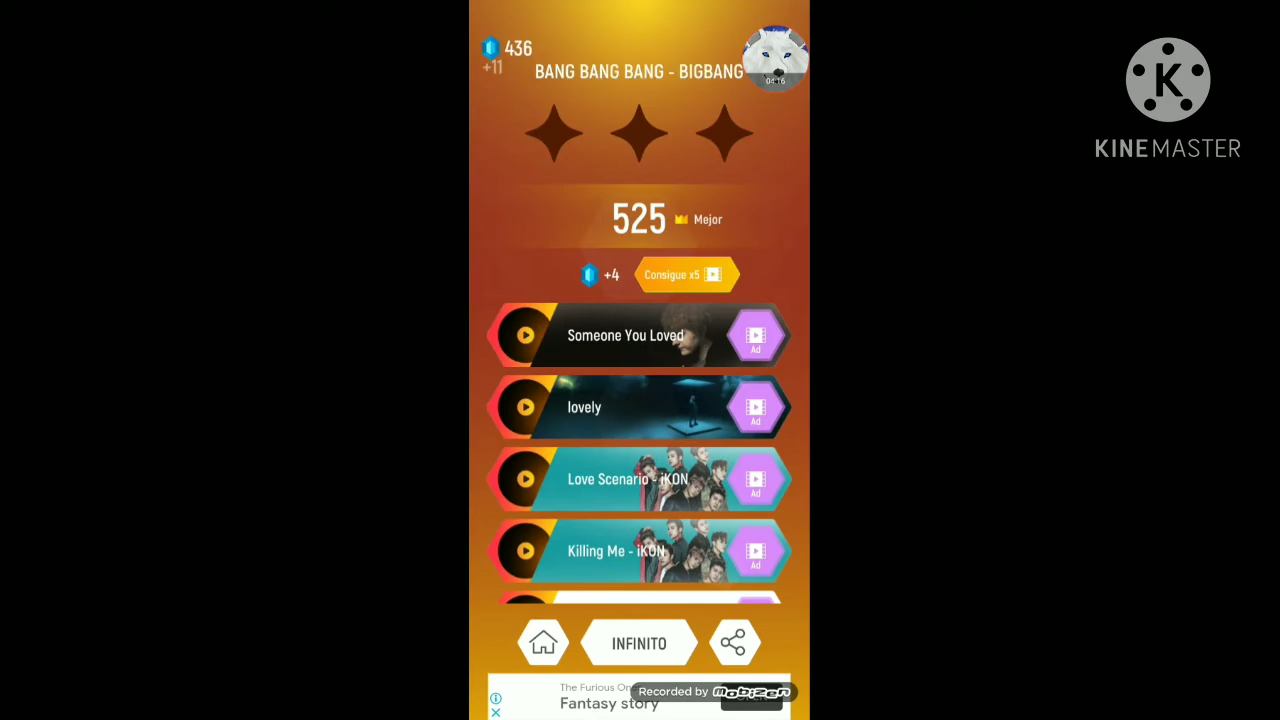 436
+11
BANG BANG BANG - BIGBANG
04:16
K
KINEMASTER
525
Mejor
+4
Consigue x5
Someone You Loved
Ad
lovely
Ad
Love Scenario - iKON
Ad
Killing Me - iKON
Ad
INFINITO
The Furious On
Recorded by Mobizen
Fantasy story